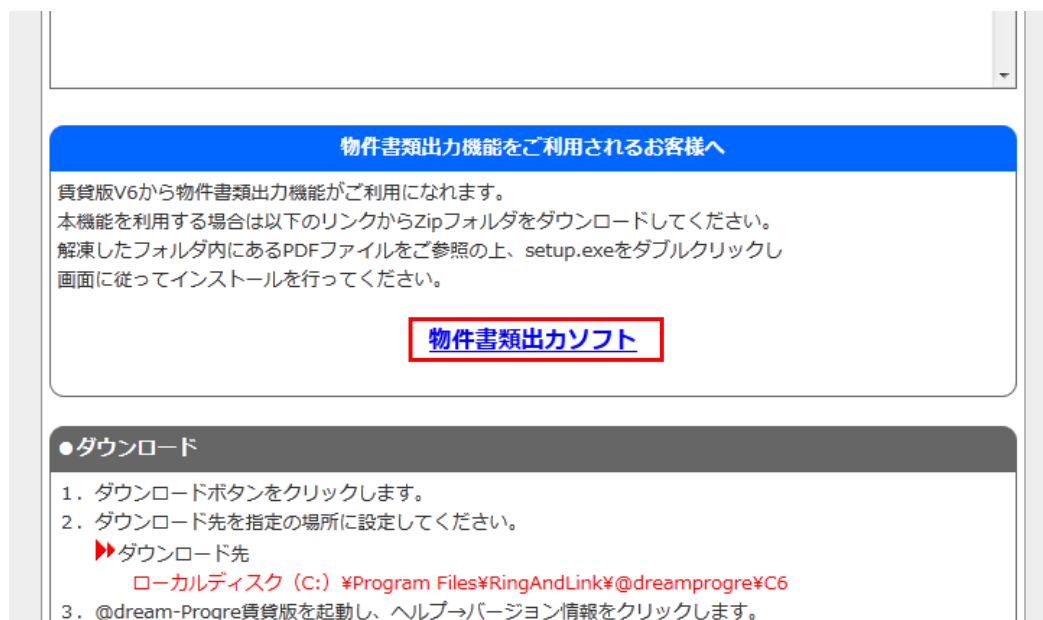 物件書類出力機能をご利用されるお客様へ
賃貸版V6から物件書類出力機能がご利用になれます。
本機能を利用する場合は以下のリンクからZipフォルダをダウンロードしてください。
解凍したフォルダ内にあるPDFファイルをご参照の上、setup.exeをダブルクリックし
画面に従ってインストールを行ってください。
物件書類出力ソフト
●ダウンロード
1. ダウンロードボタンをクリックします。
2. ダウンロード先を指定の場所に設定してください。
ダウンロード先
ローカルディスク（C:）¥Program Files¥RingAndLink¥@dreamprogre¥C6
3. @dream-Progre賃貸版を起動し、ヘルプ→バージョン情報をクリックします。